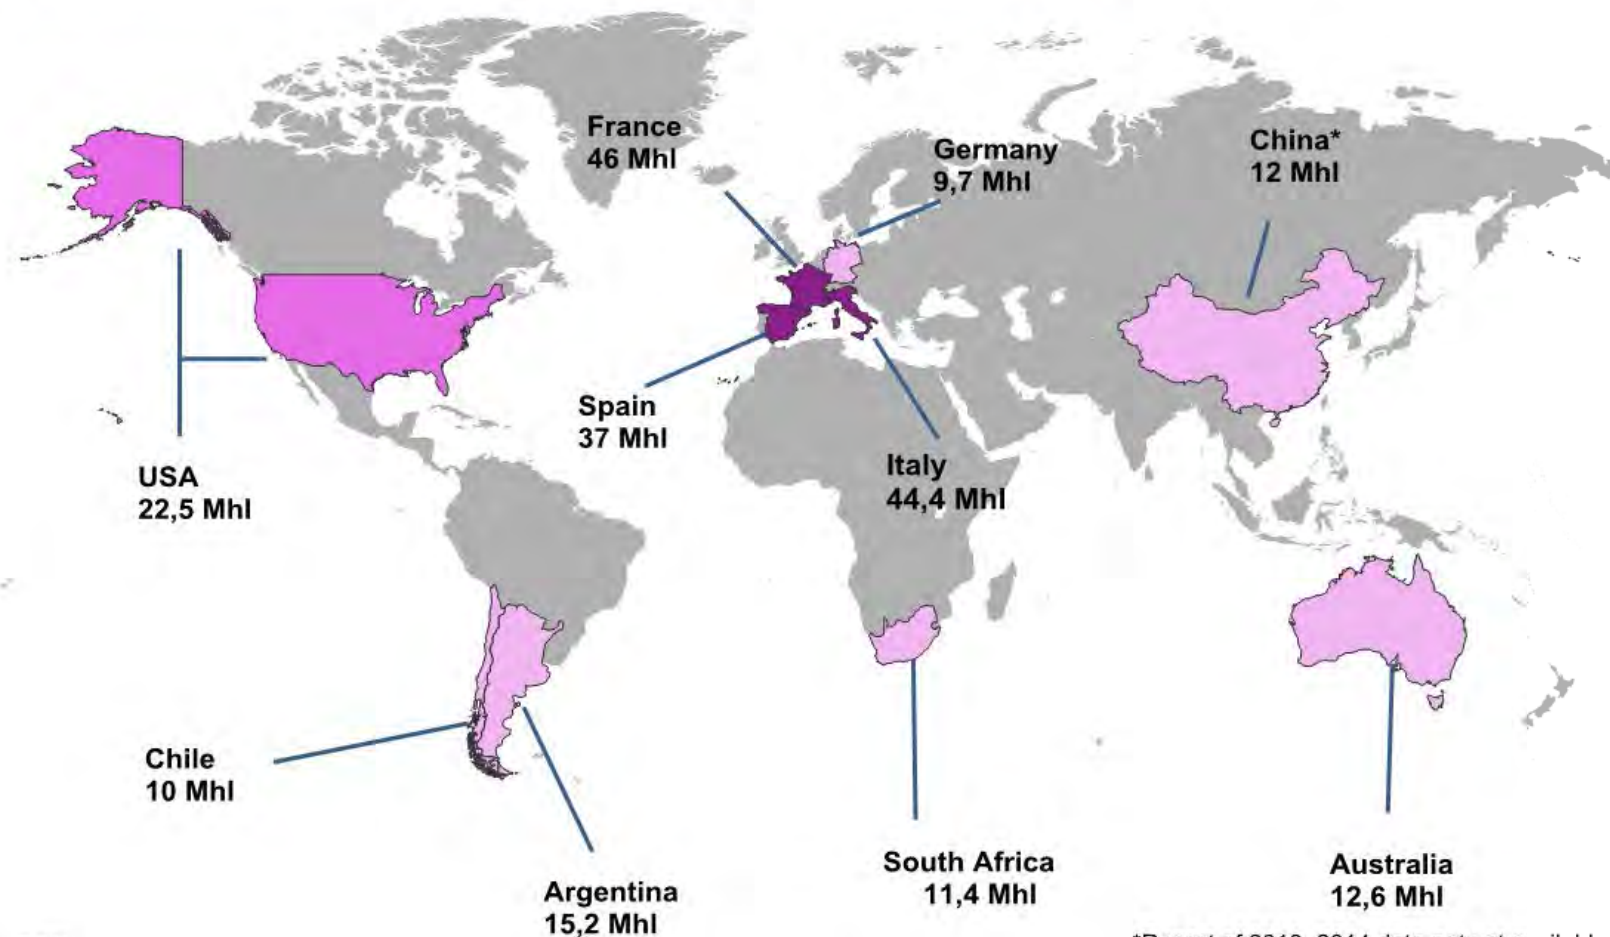 France
46 Mhl
Germany
9,7 Mhl
China*
12 Mhl
Spain
37 Mhl
Italy
44,4 Mhl
USA
22,5 Mhl
Chile
10 Mhl
Argentina
15,2 Mhl
South Africa
11,4 Mhl
Australia
12,6 Mhl